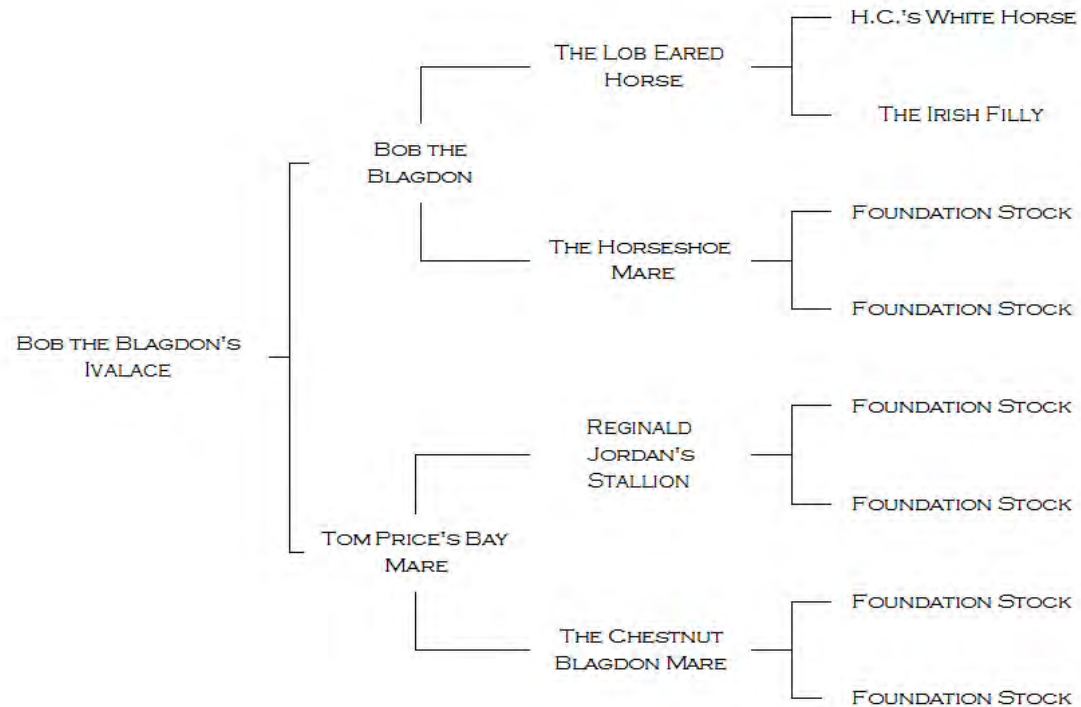 H.C.'s White Horse
The Lob Eared
Horse
The Irish Filly
Bob the
Blagdon
Foundation Stock
The Horseshoe
Mare
Foundation Stock
Bob the Blagdon's
Ivalace
Foundation Stock
Reginald
Jordan's
Stallion
Foundation Stock
Tom Price's Bay
Mare
Foundation Stock
The Chestnut
Blagdon Mare
Foundation Stock